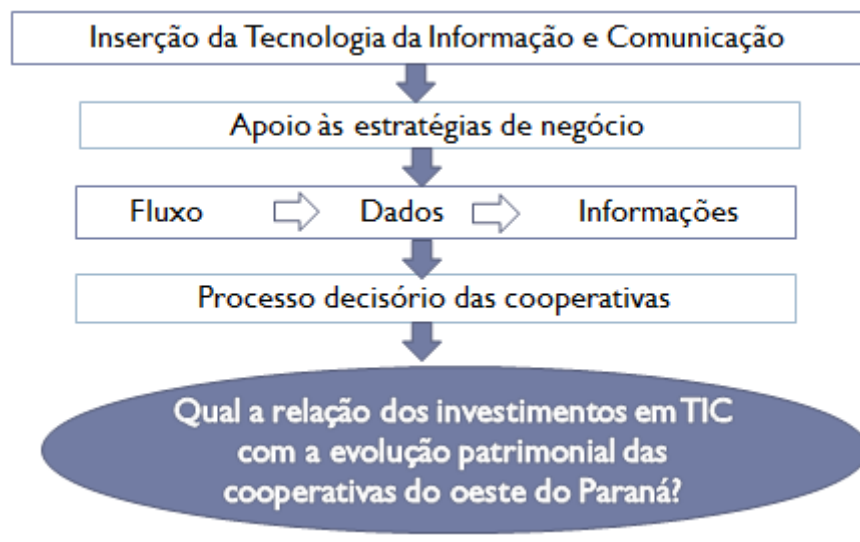 Inserção da Tecnologia da Informação e Comunicação
Apoio às estratégias de negócio
Fluxo Dados Informações
Processo decisório das cooperativas
Qual a relação dos investimentos em TIC
com a evolução patrimonial das
cooperativas do oeste do Paraná?